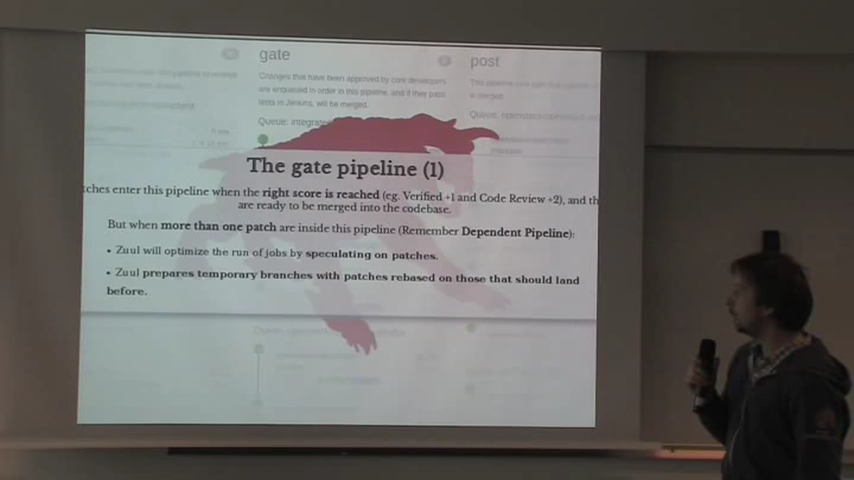 gate
post
Changes that have been approved by core developers
are enqueued in order in this pipeline, and if they pass
tests in Jenkins, will be merged.
Queue: integrate
The gate pipeline (1)
ches enter this pipeline when the right score is reached (eg. Verified +1 and Code Review +2), and th
are ready to be merged into the codebase.
But when more than one patch are inside this pipeline (Remember Dependent Pipeline):
• Zuul will optimize the run of jobs by speculating on patches.
• Zuul prepares temporary branches with patches rebased on those that should land
before.